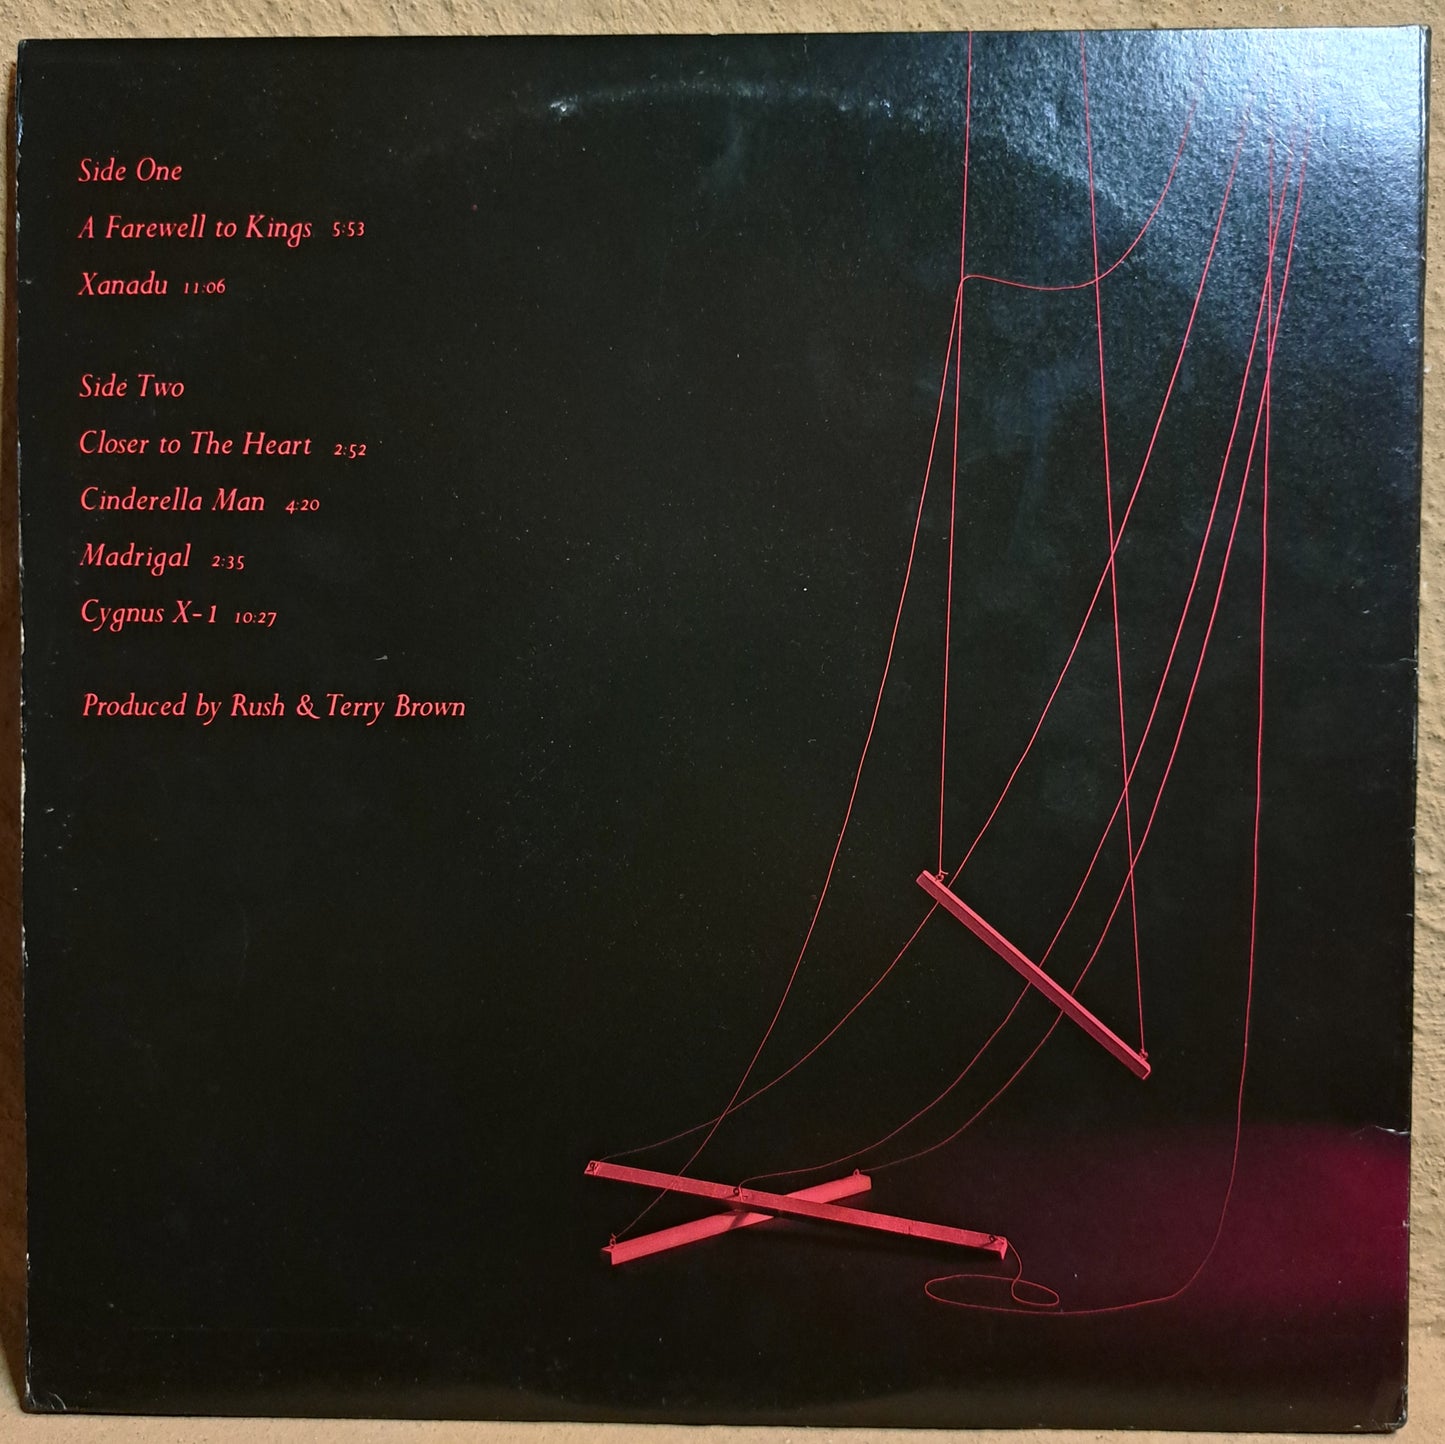 Side One
A Farewell to Kings 5:53
Xanadu 11:06
Side Two
Closer to The Heart 2:52
Cinderella Man 4:20
Madrigal 2:35
Cygnus X-1 10:27
Produced by Rush & Terry Brown